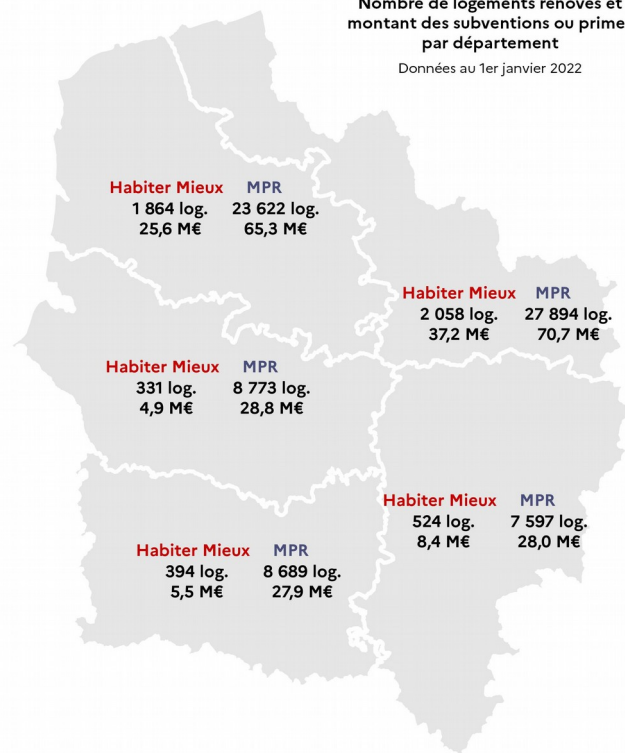 Nombre de logements rénovés et
montant des subventions ou prime
par département
Données au 1er janvier 2022
Habiter Mieux MPR
1 864 log. 23 622 log.
25,6 M€ 65,3 M€
Habiter Mieux MPR
2 058 log. 27 894 log.
37,2 M€ 70,7 M€
Habiter Mieux MPR
331 log. 8 773 log.
4,9 M€ 28,8 M€
Habiter Mieux MPR
524 log. 7 597 log.
8,4 M€ 28,0 M€
Habiter Mieux MPR
394 log. 8 689 log.
5,5 M€ 27,9 M€